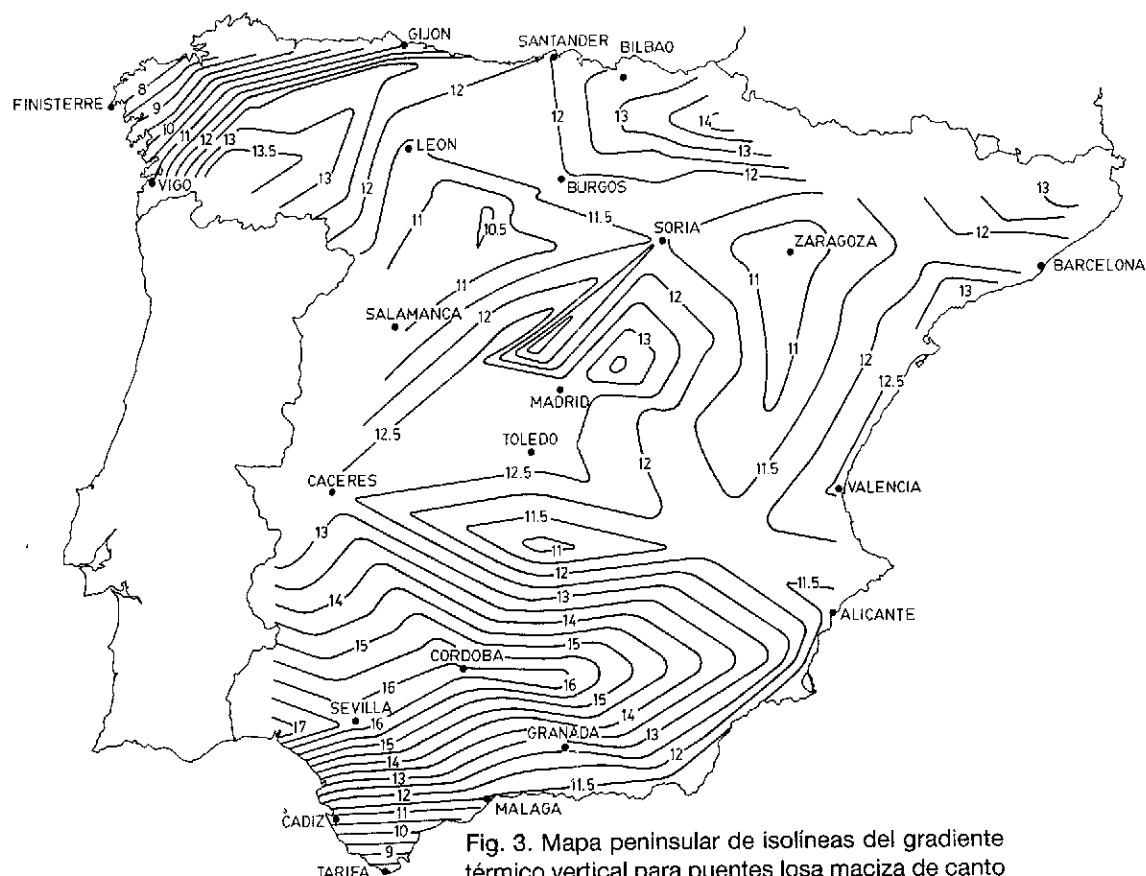 GIJON
SANTANDER
BILBAO
8
FINISTERRE
9
10
11
12
13
13.5
VIGO
13
12
LEON
12
12
13
14
13
12
BURGOS
11.5
11
10.5
SORIA
ZARAGOZA
11
13
12
BARCELONA
13
11
SALAMANCA
12
12
13
11
12
12.5
MADRID
12.5
TOLEDO
12.5
12
11.5
CACERES
VALENCIA
13
11.5
11
12
13
11.5
14
14
ALICANTE
15
15
CORDOBA
16
16
15
SEVILLA
17
16
14
15
GRANADA
13
14
12
13
11.5
12
11
MALAGA
CADIZ
10
9
TARIFA
Fig. 3. Mapa peninsular de isolíneas del gradiente
térmico vertical para puentes losa maciza de canto